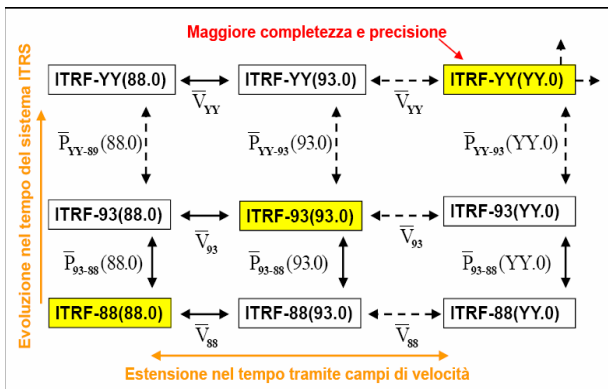 Maggiore completezza e precisione
ITRF-YY(88.0) ITRF-YY(93.0) ITRF-YY(YY.0)
V̅YY V̅YY
P̅YY-89(88.0) P̅YY-93(93.0) P̅YY-93(YY.0)
ITRF-93(88.0) ITRF-93(93.0) ITRF-93(YY.0)
V̅93 V̅93
P̅93-88(88.0) P̅93-88(93.0) P̅93-88(YY.0)
ITRF-88(88.0) ITRF-88(93.0) ITRF-88(YY.0)
V̅88 V̅88
Estensione nel tempo tramite campi di velocità
Evoluzione nel tempo del sistema ITRS